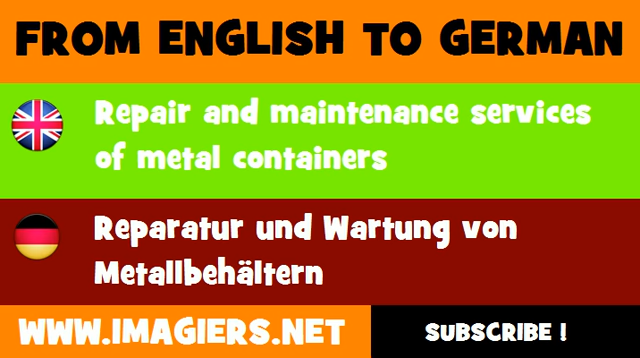 FROM ENGLISH TO GERMAN
Repair and maintenance services
of metal containers
Reparatur und Wartung von
Metallbehältern
WWW.IMAGIERS.NET
SUBSCRIBE !